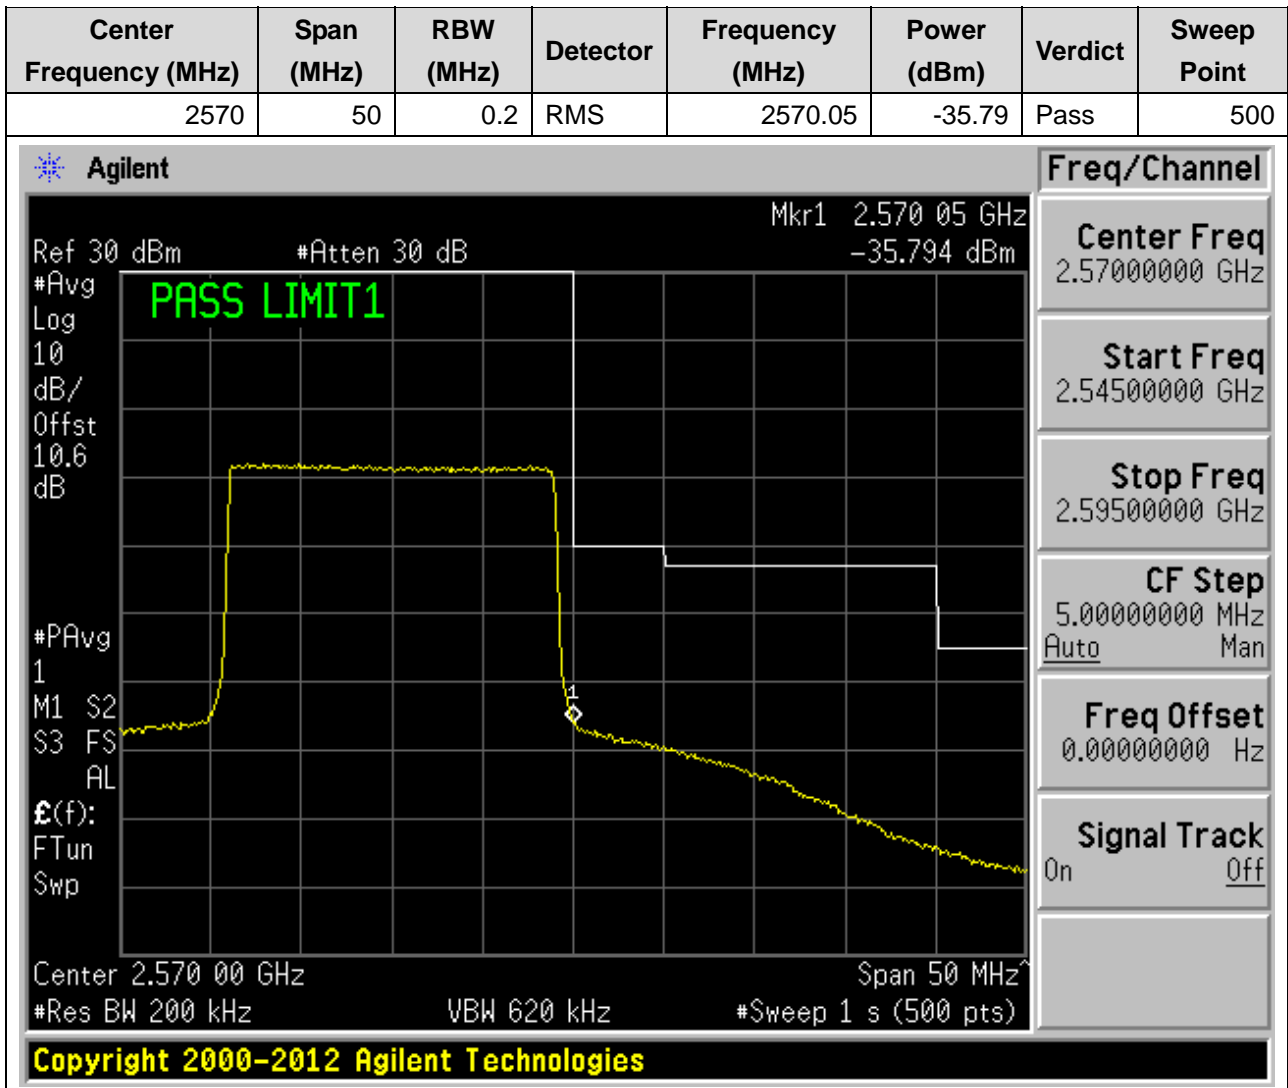 Center Frequency (MHz) Span (MHz) RBW (MHz) Detector Frequency (MHz) Power (dBm) Verdict Sweep Point
2570 50 0.2 RMS 2570.05 -35.79 Pass 500
Agilent
Freq/Channel
Mkr1 2.570 05 GHz
Ref 30 dBm #Atten 30 dB -35.794 dBm
#Avg
Log
10
dB/
Offst
10.6
dB
PASS LIMIT1
#PAvg
1
M1 S2
S3 FS
AL
£(f):
FTun
Swp
1
Center 2.570 00 GHz Span 50 MHz^
#Res BW 200 kHz VBW 620 kHz #Sweep 1 s (500 pts)
Center Freq
2.57000000 GHz
Start Freq
2.54500000 GHz
Stop Freq
2.59500000 GHz
CF Step
5.00000000 MHz
Auto Man
Freq Offset
0.00000000 Hz
Signal Track
On Off
Copyright 2000-2012 Agilent Technologies